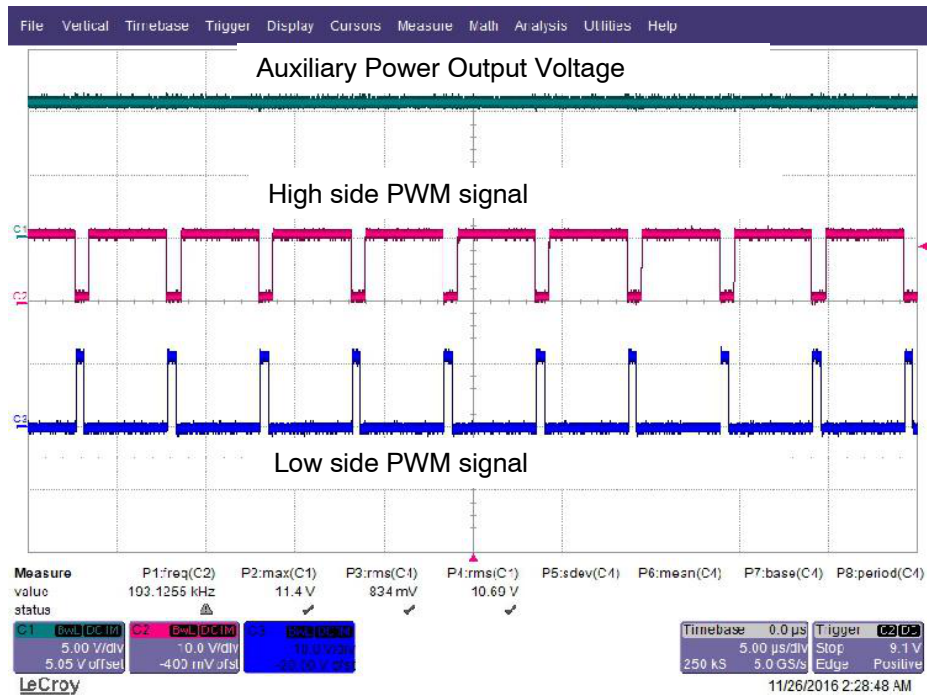 File Vertical Timebase Trigger Display Cursors Measure Math Analysis Utilities Help
Auxiliary Power Output Voltage
High side PWM signal
C1
C2
Low side PWM signal
Measure P1:freq(C2) P2:max(C1) P3:rms(C4) P4:rms(C1) P5:sdev(C4) P6:mean(C4) P7:base(C4) P8:period(C4)
value 193.1255 kHz 11.4 V 834 mV 10.69 V
status
C1 BwL DC1M C2 BwL DC1M C3 BwL DC1M Timebase 0.0 µs Trigger C2 DC
5.00 V/div 10.0 V/div 10.0 V/div 5.00 µs/div Stop 9.1 V
5.05 V offset -400 mV ofst 250 kS 5.0 GS/s Edge Positive
LeCroy 11/26/2016 2:28:48 AM